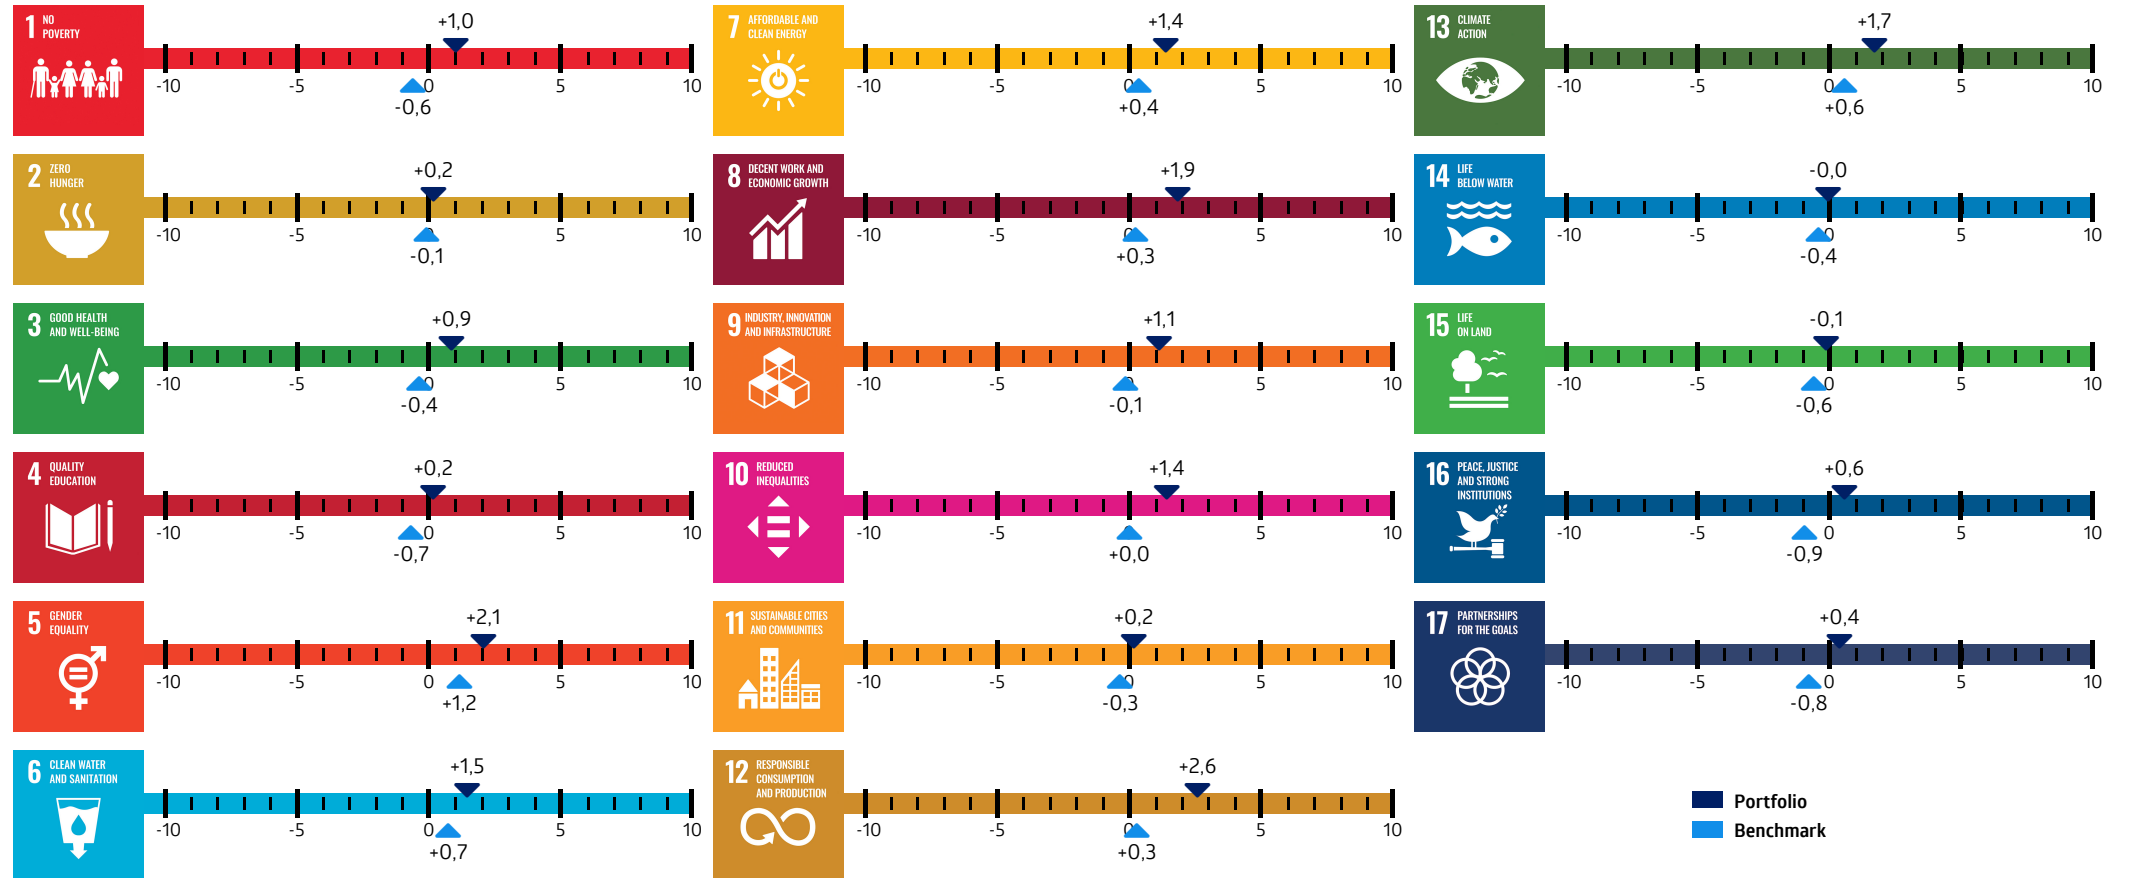 1 NO
POVERTY
+1,0
-10 -5 0 5 10
-0,6
2 ZERO
HUNGER
+0,2
-10 -5 0 5 10
-0,1
3 GOOD HEALTH
AND WELL-BEING
+0,9
-10 -5 0 5 10
-0,4
4 QUALITY
EDUCATION
+0,2
-10 -5 0 5 10
-0,7
5 GENDER
EQUALITY
+2,1
-10 -5 0 5 10
+1,2
6 CLEAN WATER
AND SANITATION
+1,5
-10 -5 0 5 10
+0,7
7 AFFORDABLE AND
CLEAN ENERGY
+1,4
-10 -5 0 5 10
+0,4
8 DECENT WORK AND
ECONOMIC GROWTH
+1,9
-10 -5 0 5 10
+0,3
9 INDUSTRY, INNOVATION
AND INFRASTRUCTURE
+1,1
-10 -5 0 5 10
-0,1
10 REDUCED
INEQUALITIES
+1,4
-10 -5 0 5 10
+0,0
11 SUSTAINABLE CITIES
AND COMMUNITIES
+0,2
-10 -5 0 5 10
-0,3
12 RESPONSIBLE
CONSUMPTION
AND PRODUCTION
+2,6
-10 -5 0 5 10
+0,3
13 CLIMATE
ACTION
+1,7
-10 -5 0 5 10
+0,6
14 LIFE
BELOW WATER
-0,0
-10 -5 0 5 10
-0,4
15 LIFE
ON LAND
-0,1
-10 -5 0 5 10
-0,6
16 PEACE, JUSTICE
AND STRONG
INSTITUTIONS
+0,6
-10 -5 0 5 10
-0,9
17 PARTNERSHIPS
FOR THE GOALS
+0,4
-10 -5 0 5 10
-0,8
Portfolio
Benchmark